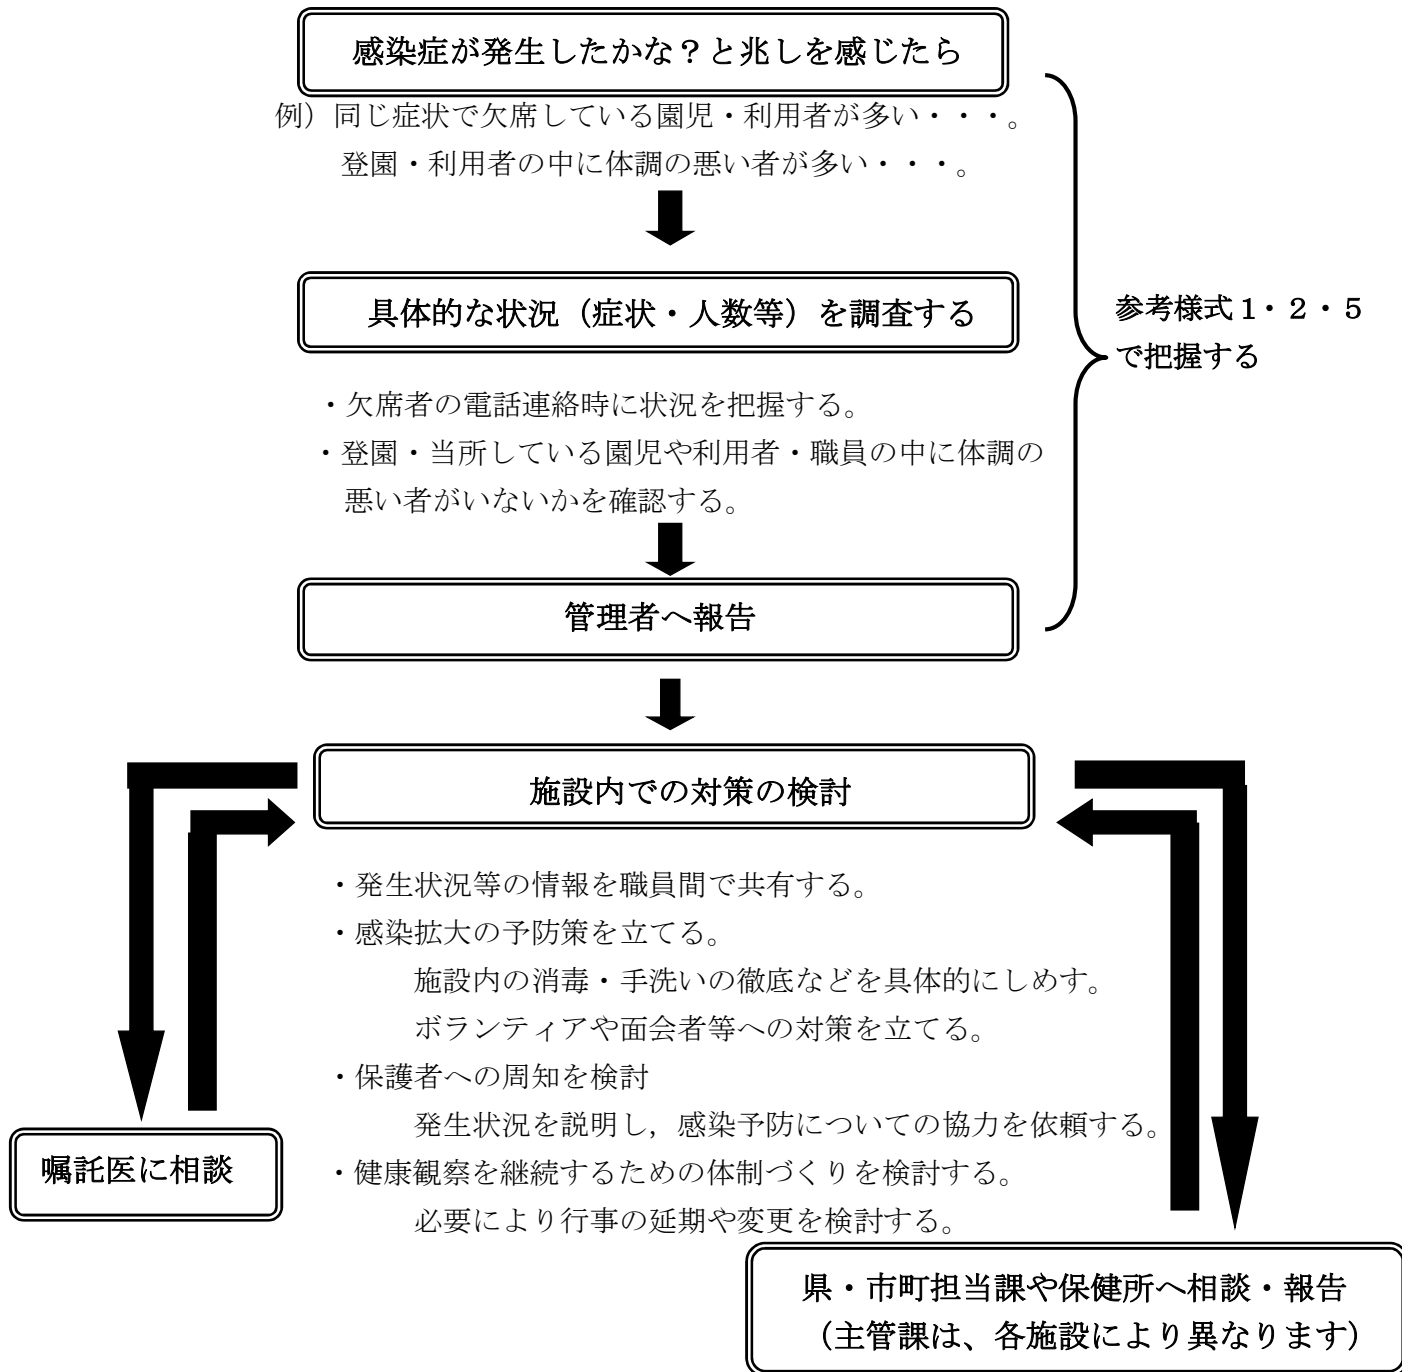 感染症が発生したかな？と兆しを感じたら
例）同じ症状で欠席している園児・利用者が多い・・・。
登園・利用者の中に体調の悪い者が多い・・・。
具体的な状況（症状・人数等）を調査する
参考様式１・２・５
で把握する
・欠席者の電話連絡時に状況を把握する。
・登園・当所している園児や利用者・職員の中に体調の
悪い者がいないかを確認する。
管理者へ報告
施設内での対策の検討
・発生状況等の情報を職員間で共有する。
・感染拡大の予防策を立てる。
施設内の消毒・手洗いの徹底などを具体的にしめす。
ボランティアや面会者等への対策を立てる。
・保護者への周知を検討
発生状況を説明し，感染予防についての協力を依頼する。
・健康観察を継続するための体制づくりを検討する。
必要により行事の延期や変更を検討する。
嘱託医に相談
県・市町担当課や保健所へ相談・報告
（主管課は、各施設により異なります）